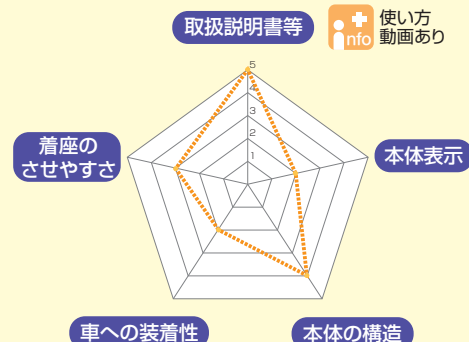 取扱説明書等
nfo
使い方
動画あり
5
4
3
2
1
着座の
させやすさ
本体表示
車への装着性
本体の構造